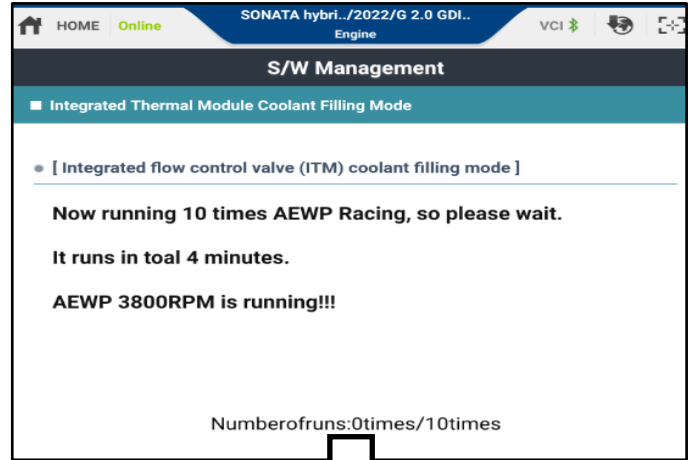 HOME Online SONATA hybri../2022/G 2.0 GDI.. VCI
Engine
S/W Management
Integrated Thermal Module Coolant Filling Mode
[ Integrated flow control valve (ITM) coolant filling mode ]
Now running 10 times AEWP Racing, so please wait.
It runs in toal 4 minutes.
AEWP 3800RPM is running!!!
Numberofruns:0times/10times